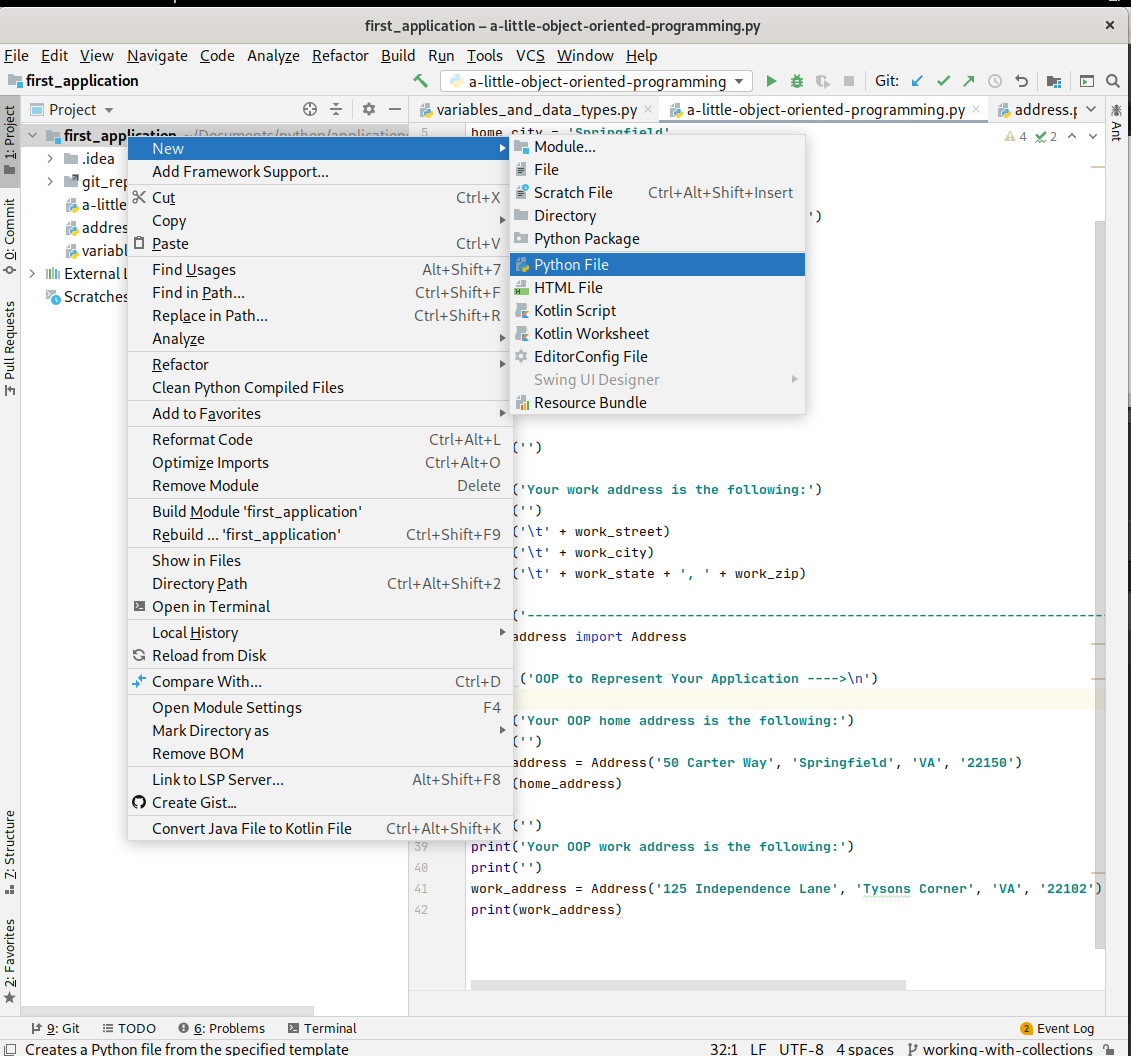 first_application – a-little-object-oriented-programming.py
File Edit View Navigate Code Analyze Refactor Build Run Tools VCS Window Help
first_application
a-little-object-oriented-programming
Git:
Project
variables_and_data_types.py
a-little-object-oriented-programming.py
address.p
1: Project
0: Commit
Pull Requests
7: Structure
2: Favorites
Ant
first_application ~/Documents/python/application
.idea
git_rep
a-little
addres
variabl
External L
Scratches
New
Add Framework Support...
Cut Ctrl+X
Copy
Paste Ctrl+V
Find Usages Alt+Shift+7
Find in Path... Ctrl+Shift+F
Replace in Path... Ctrl+Shift+R
Analyze
Refactor
Clean Python Compiled Files
Add to Favorites
Reformat Code Ctrl+Alt+L
Optimize Imports Ctrl+Alt+O
Remove Module Delete
Build Module 'first_application'
Rebuild ... 'first_application' Ctrl+Shift+F9
Show in Files
Directory Path Ctrl+Alt+Shift+2
Open in Terminal
Local History
Reload from Disk
Compare With... Ctrl+D
Open Module Settings F4
Mark Directory as
Remove BOM
Link to LSP Server... Alt+Shift+F8
Create Gist...
Convert Java File to Kotlin File Ctrl+Alt+Shift+K
Module...
File
Scratch File Ctrl+Alt+Shift+Insert
Directory
Python Package
Python File
HTML File
Kotlin Script
Kotlin Worksheet
EditorConfig File
Swing UI Designer
Resource Bundle
5 home_city = 'Springfield'
4 2
')
('')
('Your work address is the following:')
('')
('\t' + work_street)
('\t' + work_city)
('\t' + work_state + ', ' + work_zip)
('------------------------------------------------------------------------
address import Address
('OOP to Represent Your Application ---->\n')
('Your OOP home address is the following:')
('')
address = Address('50 Carter Way', 'Springfield', 'VA', '22150')
(home_address)
('')
39 print('Your OOP work address is the following:')
40 print('')
41 work_address = Address('125 Independence Lane', 'Tysons Corner', 'VA', '22102')
42 print(work_address)
9: Git TODO 6: Problems Terminal 2 Event Log
Creates a Python file from the specified template 32:1 LF UTF-8 4 spaces working-with-collections